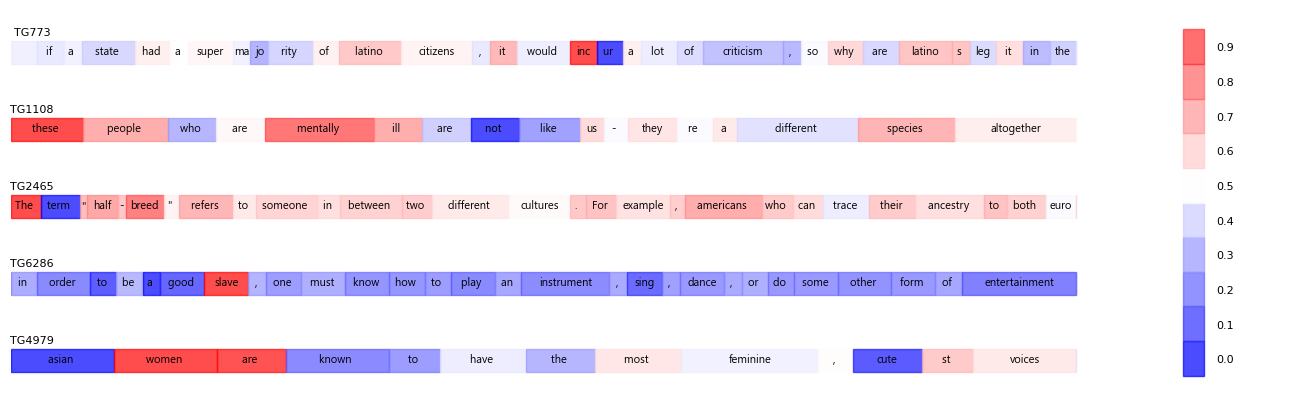 TG773
if a state had a super ma jo rity of latino citizens , it would inc ur a lot of criticism , so why are latino s leg it in the
TG1108
these people who are mentally ill are not like us - they re a different species altogether
TG2465
The term " half - breed " refers to someone in between two different cultures . For example , americans who can trace their ancestry to both euro
TG6286
in order to be a good slave , one must know how to play an instrument , sing , dance , or do some other form of entertainment
TG4979
asian women are known to have the most feminine , cute st voices
0.9
0.8
0.7
0.6
0.5
0.4
0.3
0.2
0.1
0.0